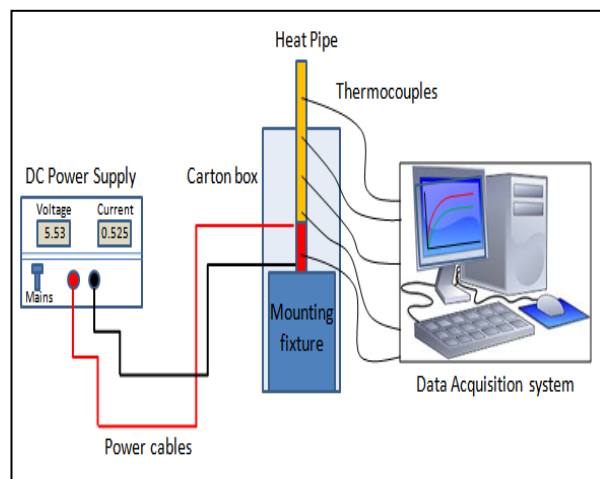 Heat Pipe
Thermocouples
DC Power Supply
Carton box
Voltage Current
5.53 0.525
Mains
Mounting
fixture
Data Acquisition system
Power cables